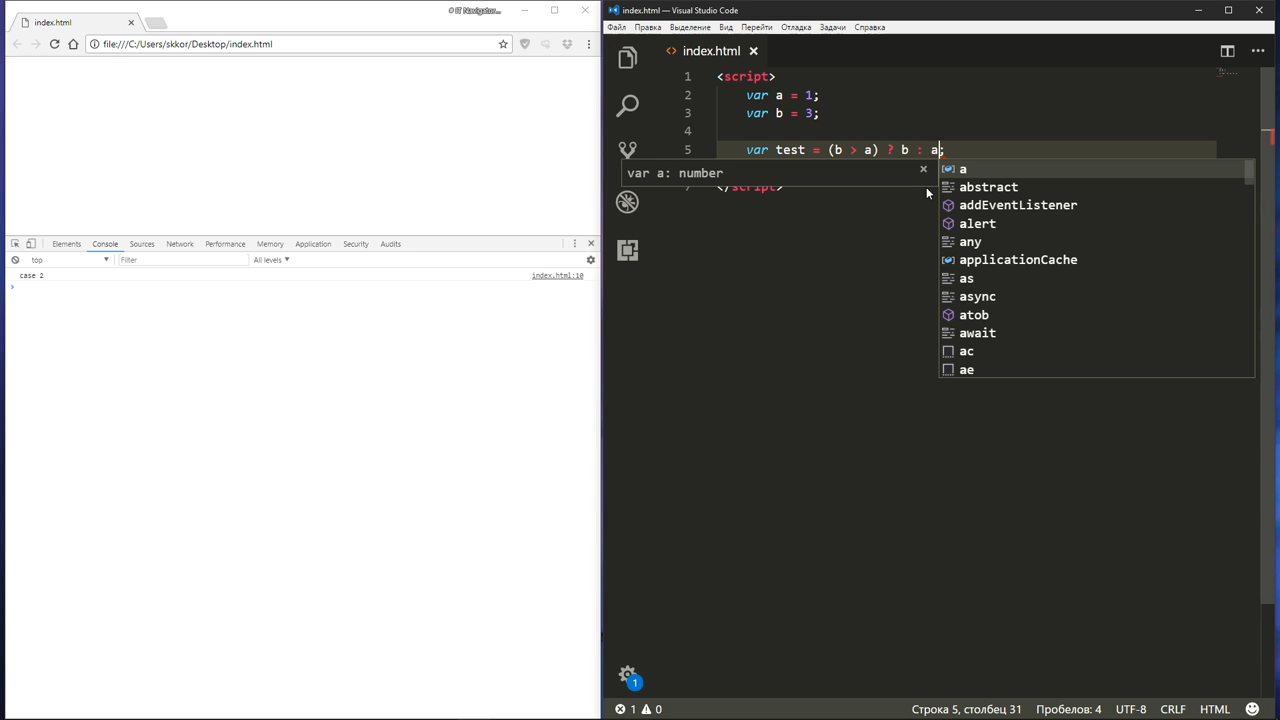 index.html
# IT Navigator...
file:///C:/Users/skkor/Desktop/index.html
Elements Console Sources Network Performance Memory Application Security Audits
top Filter All levels
case 2 index.html:10
index.html — Visual Studio Code
Файл Правка Выделение Вид Перейти Отладка Задачи Справка
index.html
1 <script>
2 var a = 1;
3 var b = 3;
4
5 var test = (b > a) ? b : a;
var a: number
7 </script>
a
abstract
addEventListener
alert
any
applicationCache
as
async
atob
await
ac
ae
1
1 0 Строка 5, столбец 31 Пробелов: 4 UTF-8 CRLF HTML